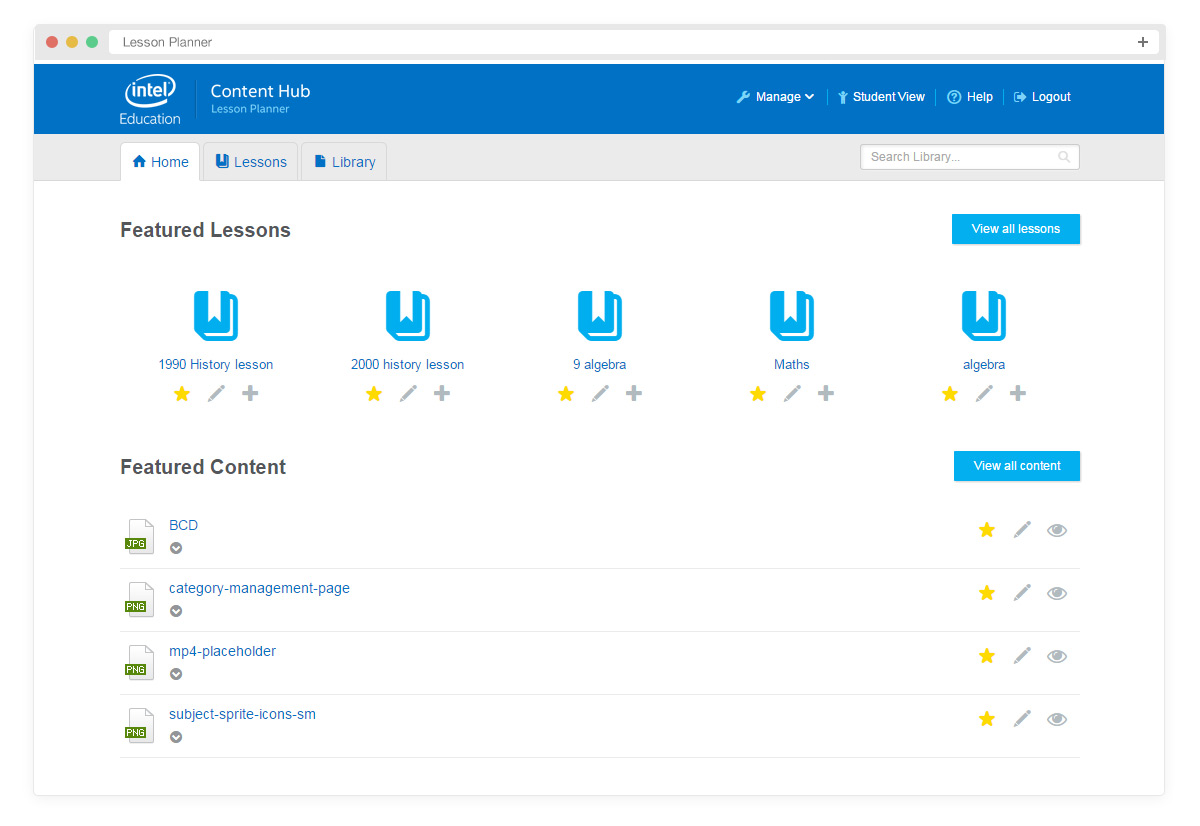 Lesson Planner
intel
Education
Content Hub
Lesson Planner
Manage
Student View
Help
Logout
Home
Lessons
Library
Search Library...
Featured Lessons
View all lessons
1990 History lesson
2000 history lesson
9 algebra
Maths
algebra
Featured Content
View all content
JPG
BCD
PNG
category-management-page
PNG
mp4-placeholder
PNG
subject-sprite-icons-sm